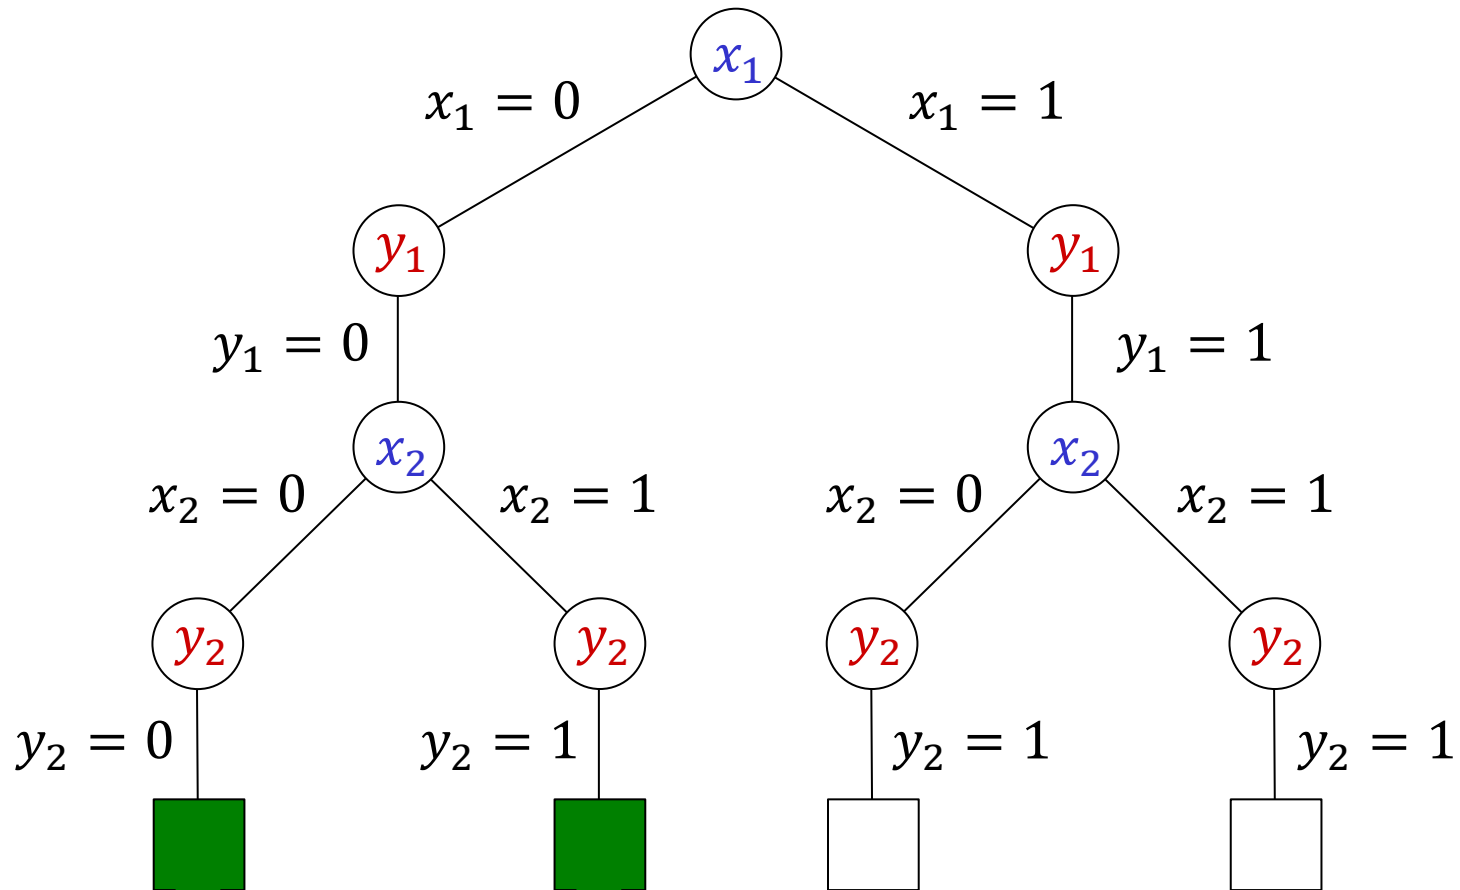 x₁
x₁ = 0 x₁ = 1
y₁ y₁
y₁ = 0 y₁ = 1
x₂ x₂
x₂ = 0 x₂ = 1 x₂ = 0 x₂ = 1
y₂ y₂ y₂ y₂
y₂ = 0 y₂ = 1 y₂ = 1 y₂ = 1